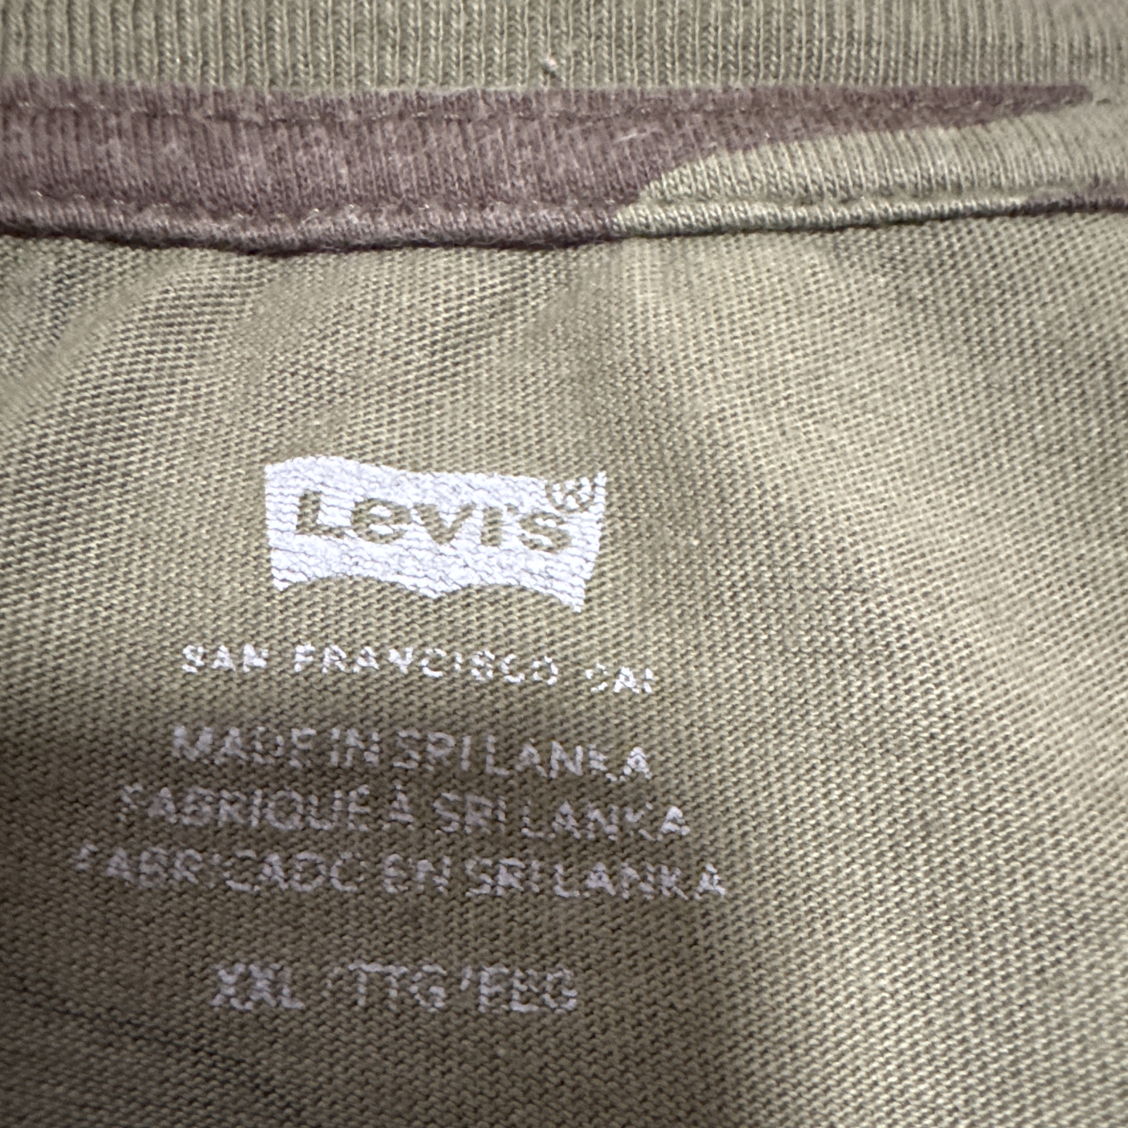 Levi's®
SAN FRANCISCO CAL
MADE IN SRI LANKA
FABRIQUÉ À SRI LANKA
FABRICADO EN SRI LANKA
XXL / TTG / EEG